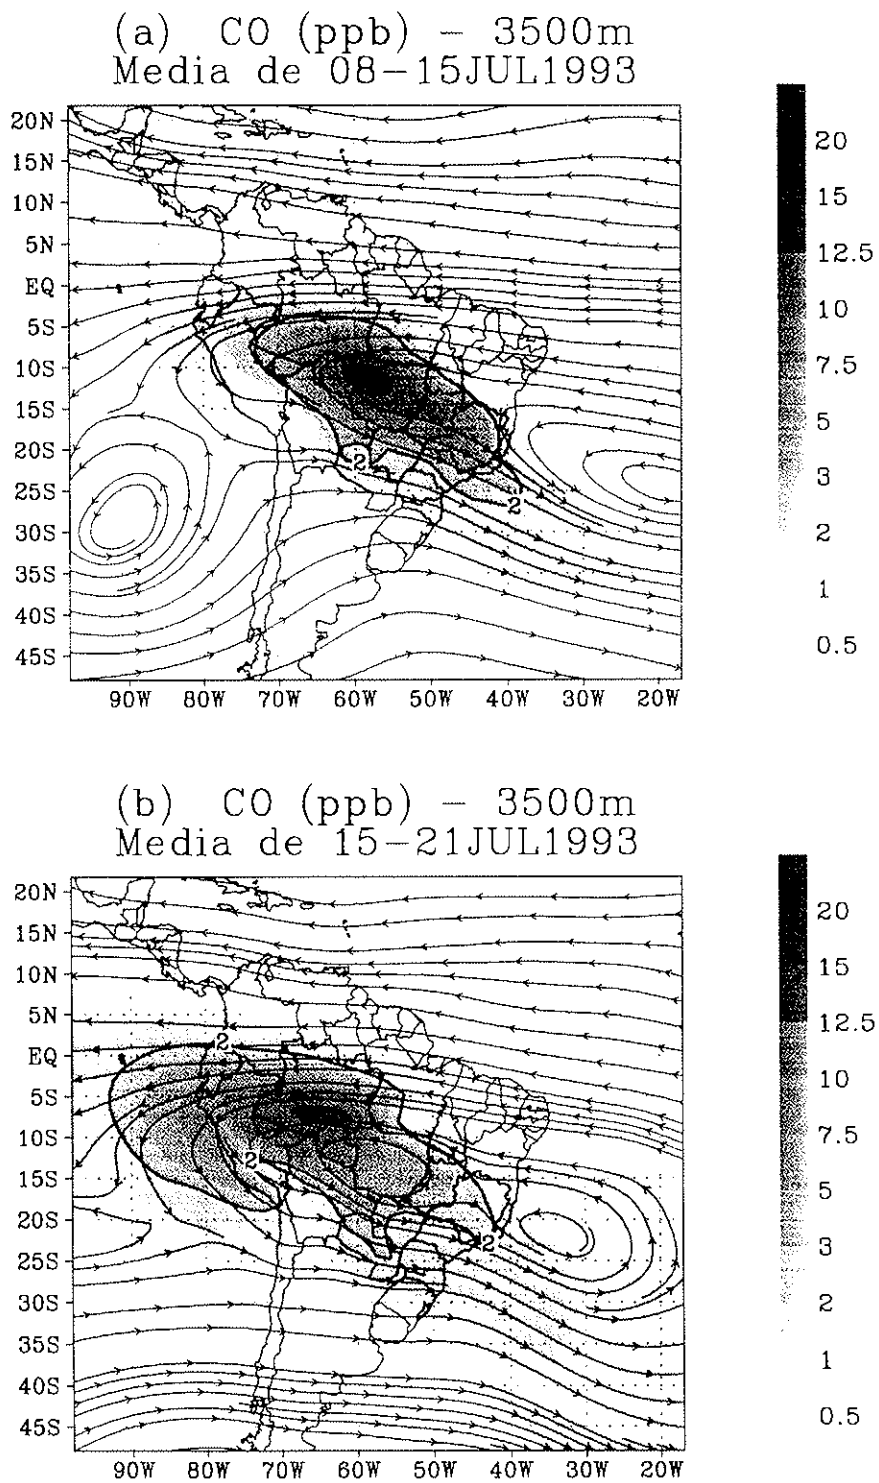 (a) CO (ppb) - 3500m
Media de 08-15JUL1993
20N
15N
10N
5N
EQ
5S
10S
15S
20S
25S
30S
35S
40S
45S
2
2
90W 80W 70W 60W 50W 40W 30W 20W
20
15
12.5
10
7.5
5
3
2
1
0.5
(b) CO (ppb) - 3500m
Media de 15-21JUL1993
20N
15N
10N
5N
EQ
5S
10S
15S
20S
25S
30S
35S
40S
45S
2
2
2
90W 80W 70W 60W 50W 40W 30W 20W
20
15
12.5
10
7.5
5
3
2
1
0.5